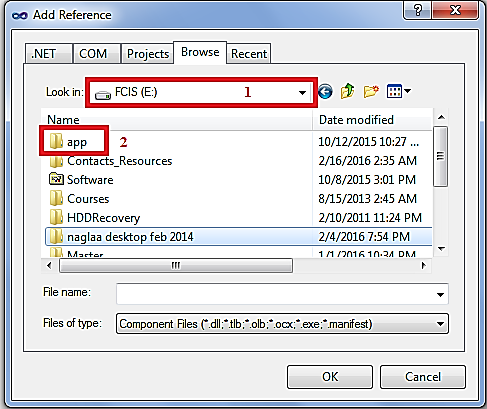 Add Reference
.NET COM Projects Browse Recent
Look in: FCIS (E:) 1
Name Date modified
app 2 10/12/2015 10:27 ...
Contacts_Resources 2/16/2016 2:35 AM
Software 10/8/2015 3:01 PM
Courses 8/15/2013 2:45 AM
HDDRecovery 2/10/2011 11:24 PM
naglaa desktop feb 2014 2/4/2016 7:54 PM
Master 1/1/2016 10:34 PM
File name:
Files of type: Component Files (*.dll;*.tlb;*.olb;*.ocx;*.exe;*.manifest)
OK Cancel